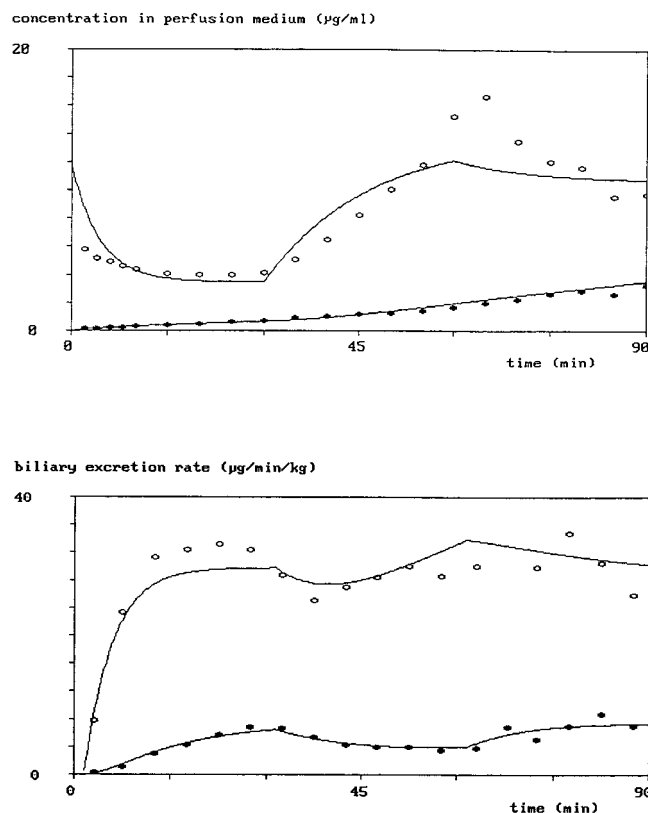 concentration in perfusion medium (µg/ml)
20
0
0 45 90
time (min)
biliary excretion rate (µg/min/kg)
40
0
0 45 90
time (min)